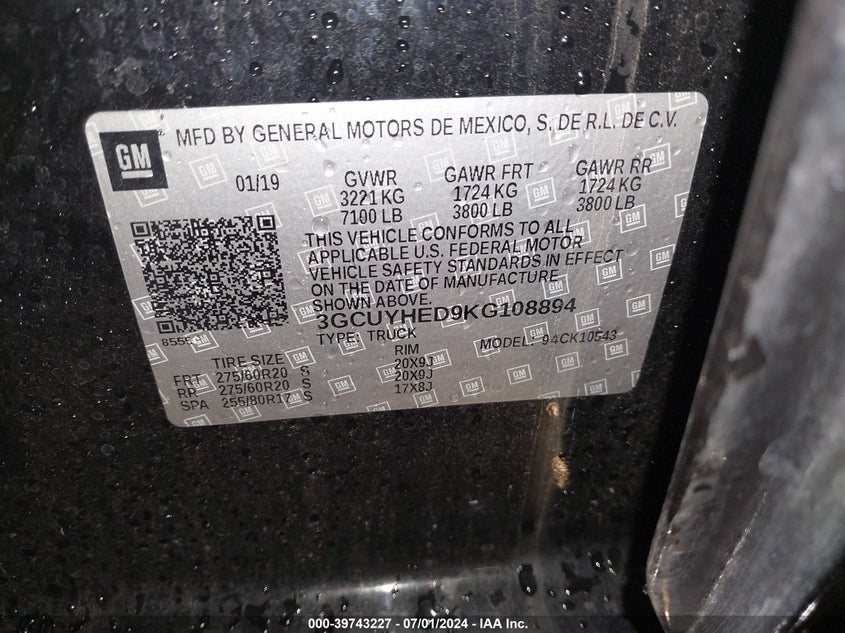 GM
MFD BY GENERAL MOTORS DE MEXICO, S. DE R.L. DE C.V.
01/19 GVWR GAWR FRT GAWR RR
3221 KG 1724 KG 1724 KG
7100 LB 3800 LB 3800 LB
THIS VEHICLE CONFORMS TO ALL
APPLICABLE U.S. FEDERAL MOTOR
VEHICLE SAFETY STANDARDS IN EFFECT
ON THE DATE OF MANUFACTURE
SHOWN ABOVE.
3GCUYHED9KG108894
TYPE: TRUCK MODEL: 94CK10543
TIRE SIZE RIM
FRT 275/60R20 S 20X9J
RR 275/60R20 S 20X9J
SPA 255/80R17 S 17X8J
000-39743227 - 07/01/2024 - IAA Inc.